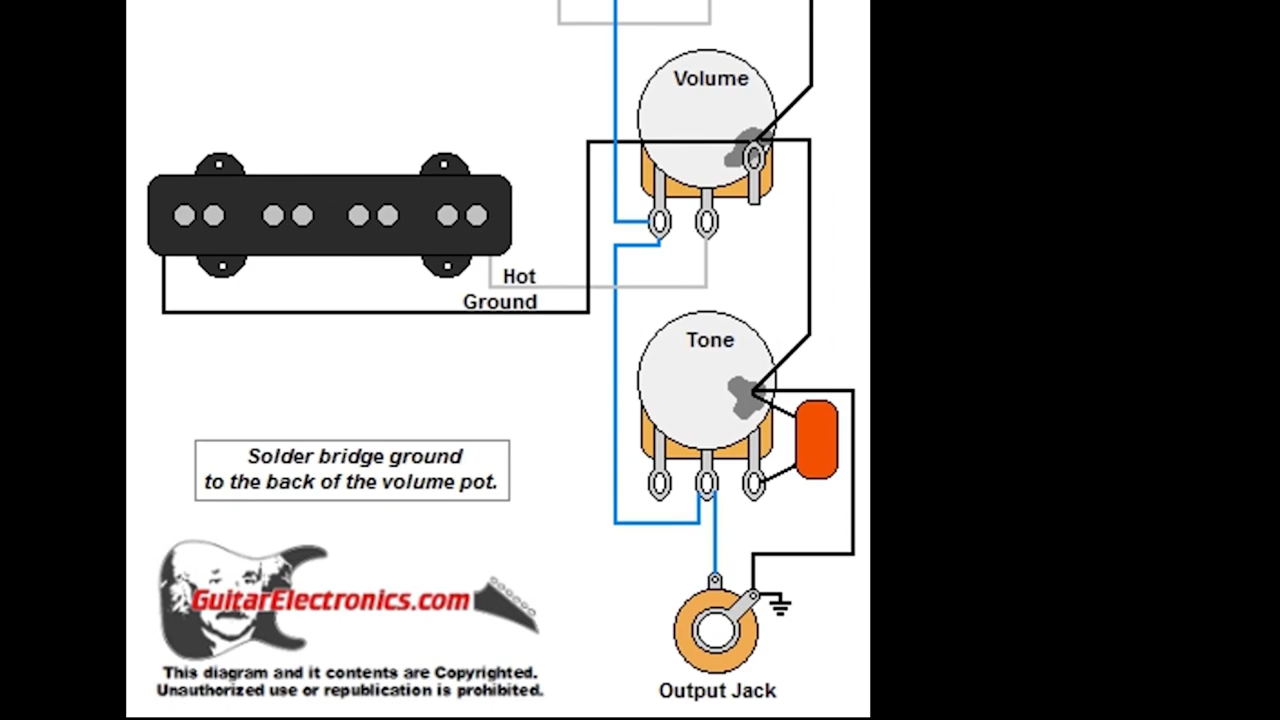 Volume
Hot
Ground
Tone
Solder bridge ground
to the back of the volume pot.
GuitarElectronics.com
This diagram and it contents are Copyrighted.
Unauthorized use or republication is prohibited.
Output Jack